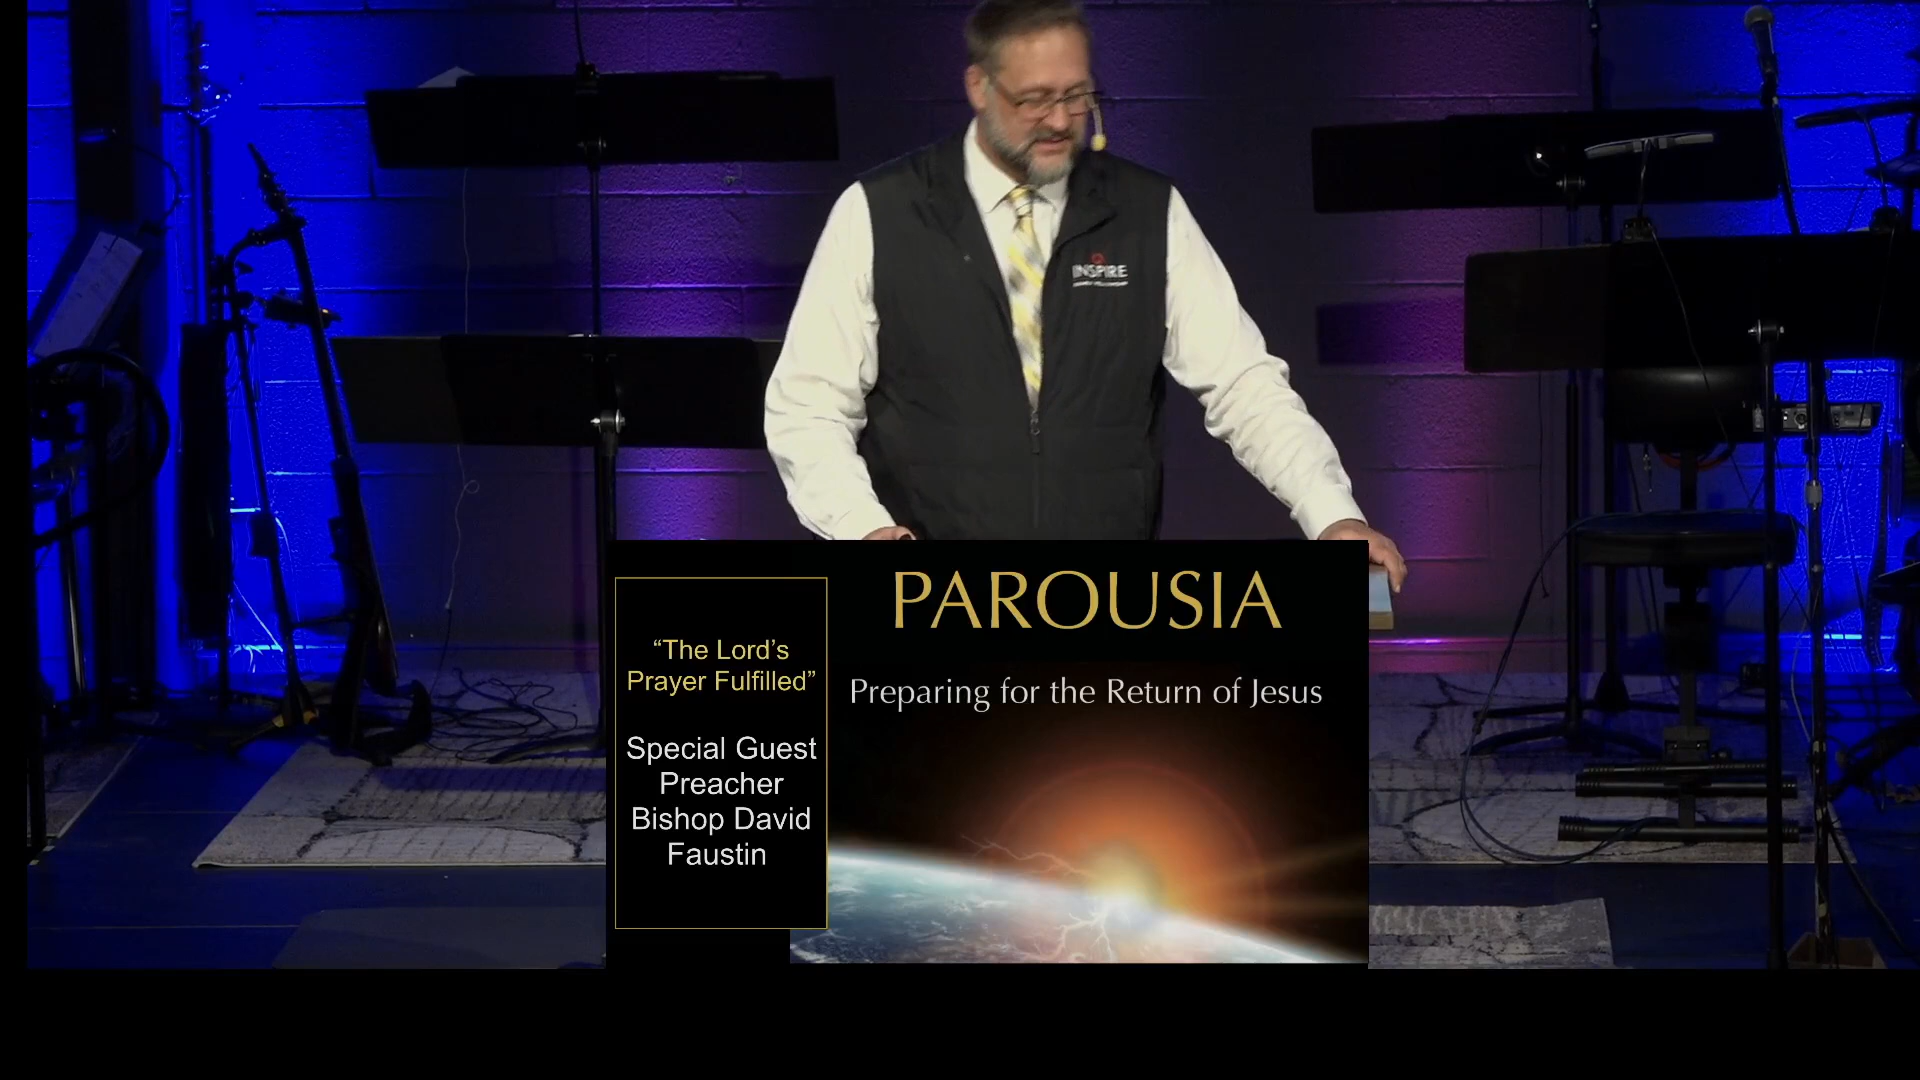 INSPIRE
PAROUSIA
Preparing for the Return of Jesus
“The Lord’s
Prayer Fulfilled”
Special Guest
Preacher
Bishop David
Faustin